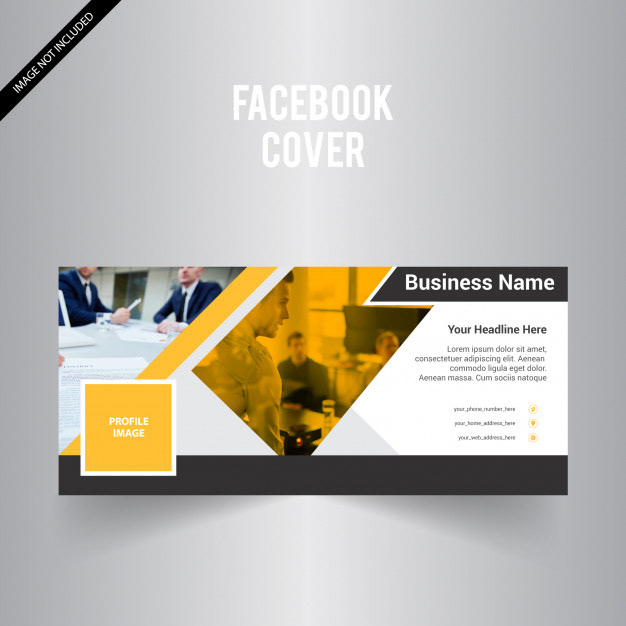 IMAGE NOT INCLUDED
FACEBOOK
COVER
Business Name
Your Headline Here
Lorem ipsum dolor sit amet,
consectetuer adipiscing elit,
Aenean commodo ligula
eget dolor. Aenean massa.
Cum sociis natoque
your_phone_number_here
your_home_address_here
your_web_address_here
PROFILE
IMAGE